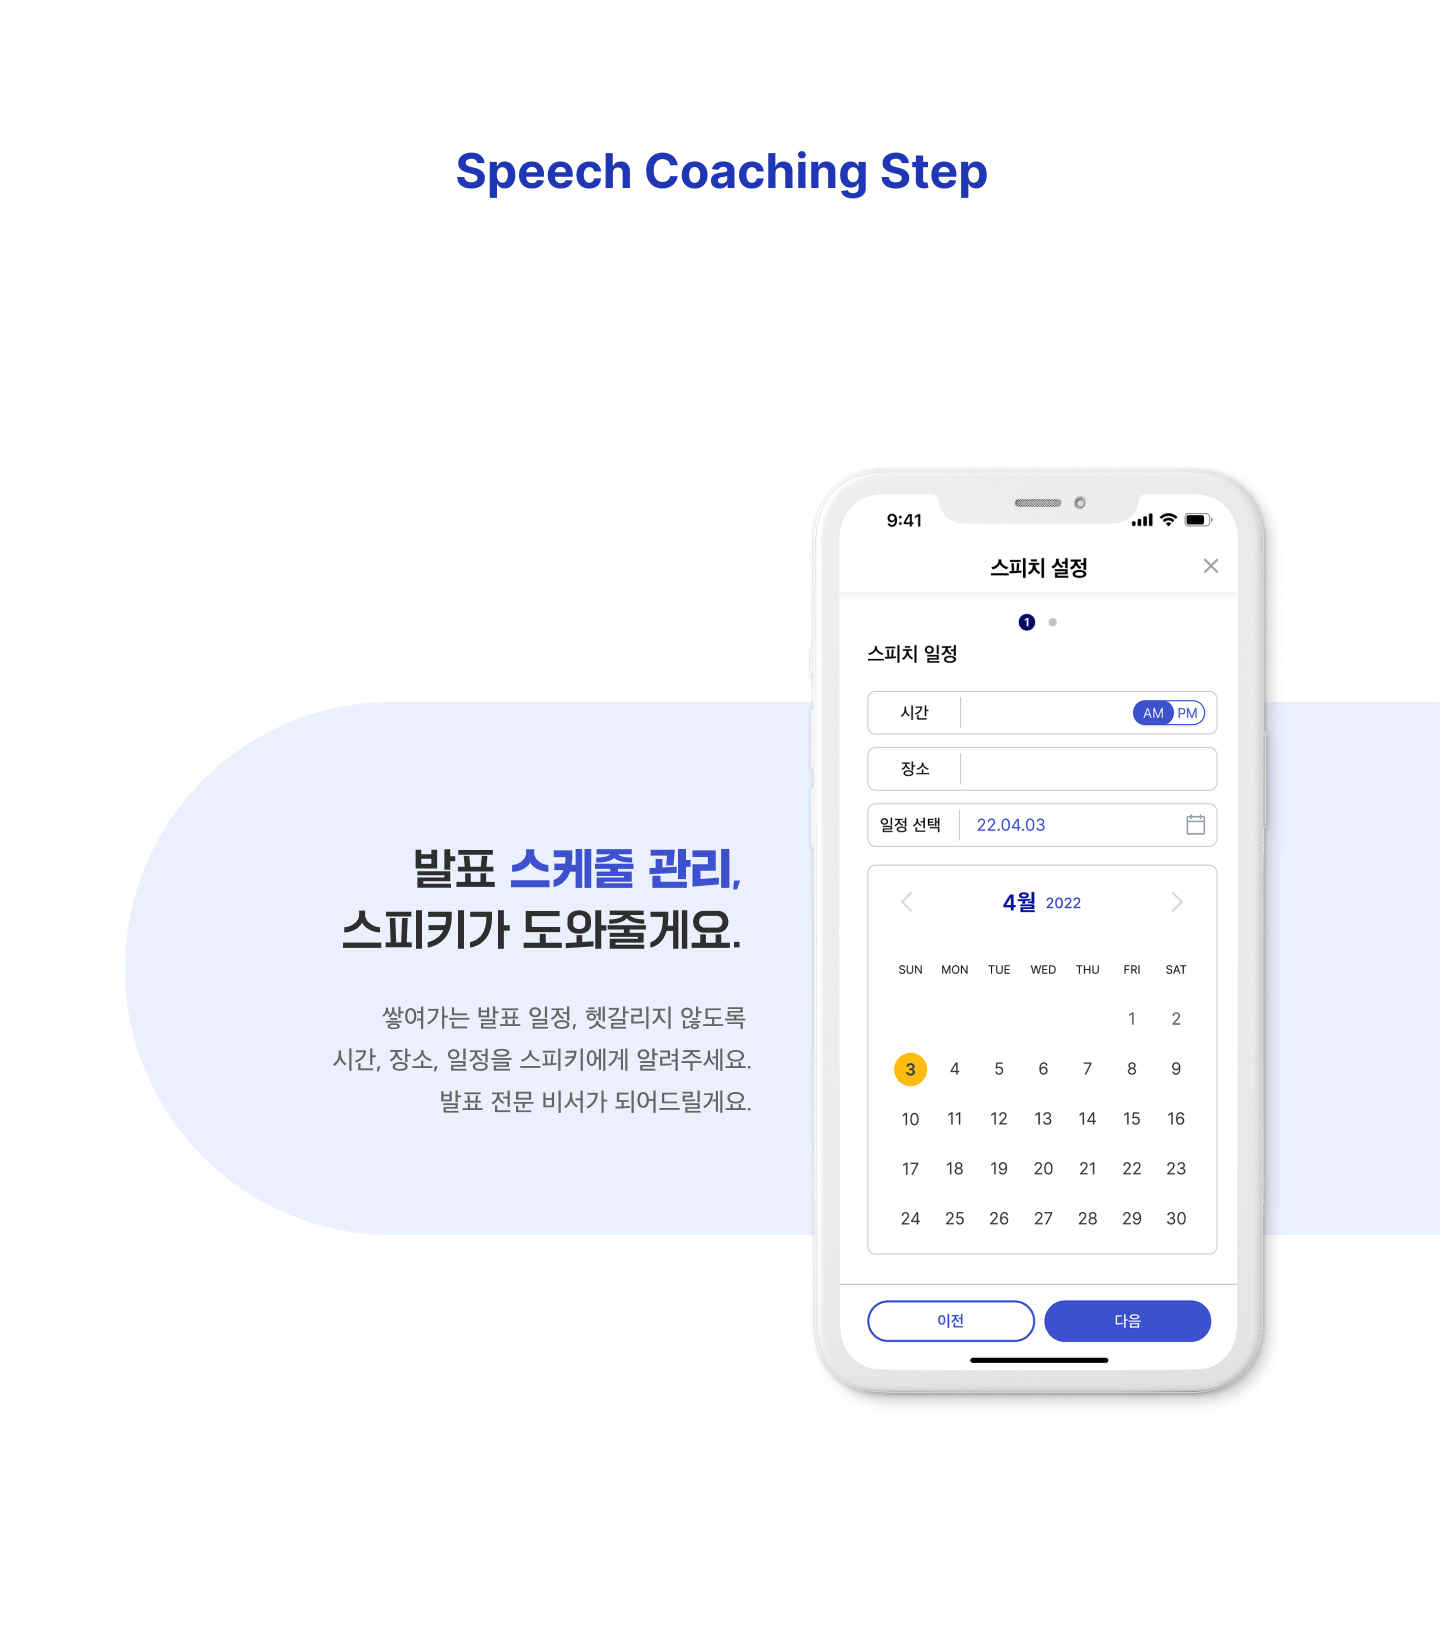 Speech Coaching Step
발표 스케줄 관리,
스피키가 도와줄게요.
쌓여가는 발표 일정, 헷갈리지 않도록
시간, 장소, 일정을 스피키에게 알려주세요.
발표 전문 비서가 되어드릴게요.
9:41
스피치 설정
1
스피치 일정
시간 AM PM
장소
일정 선택 22.04.03
4월 2022
SUN MON TUE WED THU FRI SAT
1 2
3 4 5 6 7 8 9
10 11 12 13 14 15 16
17 18 19 20 21 22 23
24 25 26 27 28 29 30
이전 다음